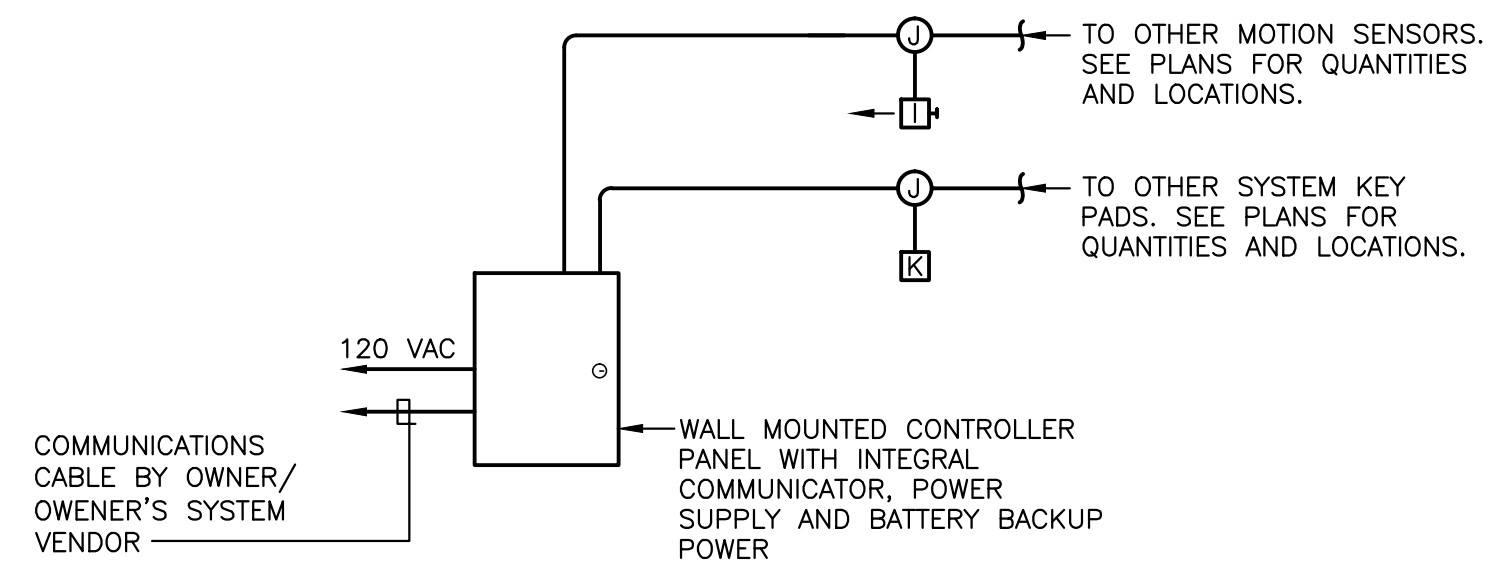 J
TO OTHER MOTION SENSORS.
SEE PLANS FOR QUANTITIES
AND LOCATIONS.
I
J
TO OTHER SYSTEM KEY
PADS. SEE PLANS FOR
QUANTITIES AND LOCATIONS.
K
120 VAC
COMMUNICATIONS
CABLE BY OWNER/
OWENER'S SYSTEM
VENDOR
WALL MOUNTED CONTROLLER
PANEL WITH INTEGRAL
COMMUNICATOR, POWER
SUPPLY AND BATTERY BACKUP
POWER